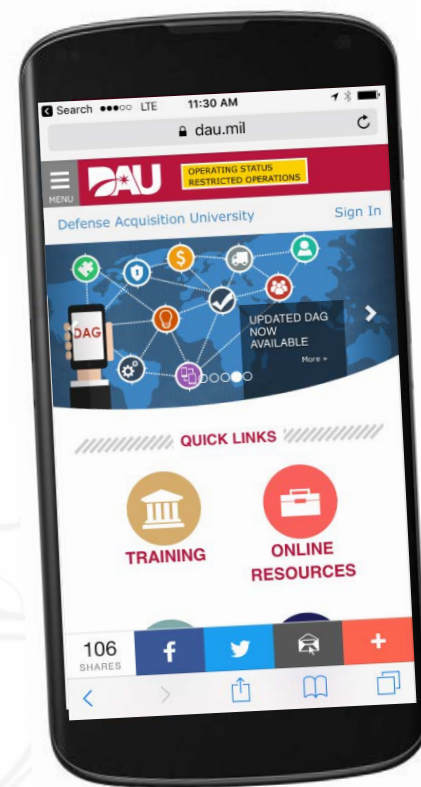 Search LTE 11:30 AM
dau.mil
MENU
DAU
OPERATING STATUS
RESTRICTED OPERATIONS
Defense Acquisition University Sign In
DAG
UPDATED DAG
NOW
AVAILABLE
More »
QUICK LINKS
TRAINING
ONLINE
RESOURCES
106
SHARES
f